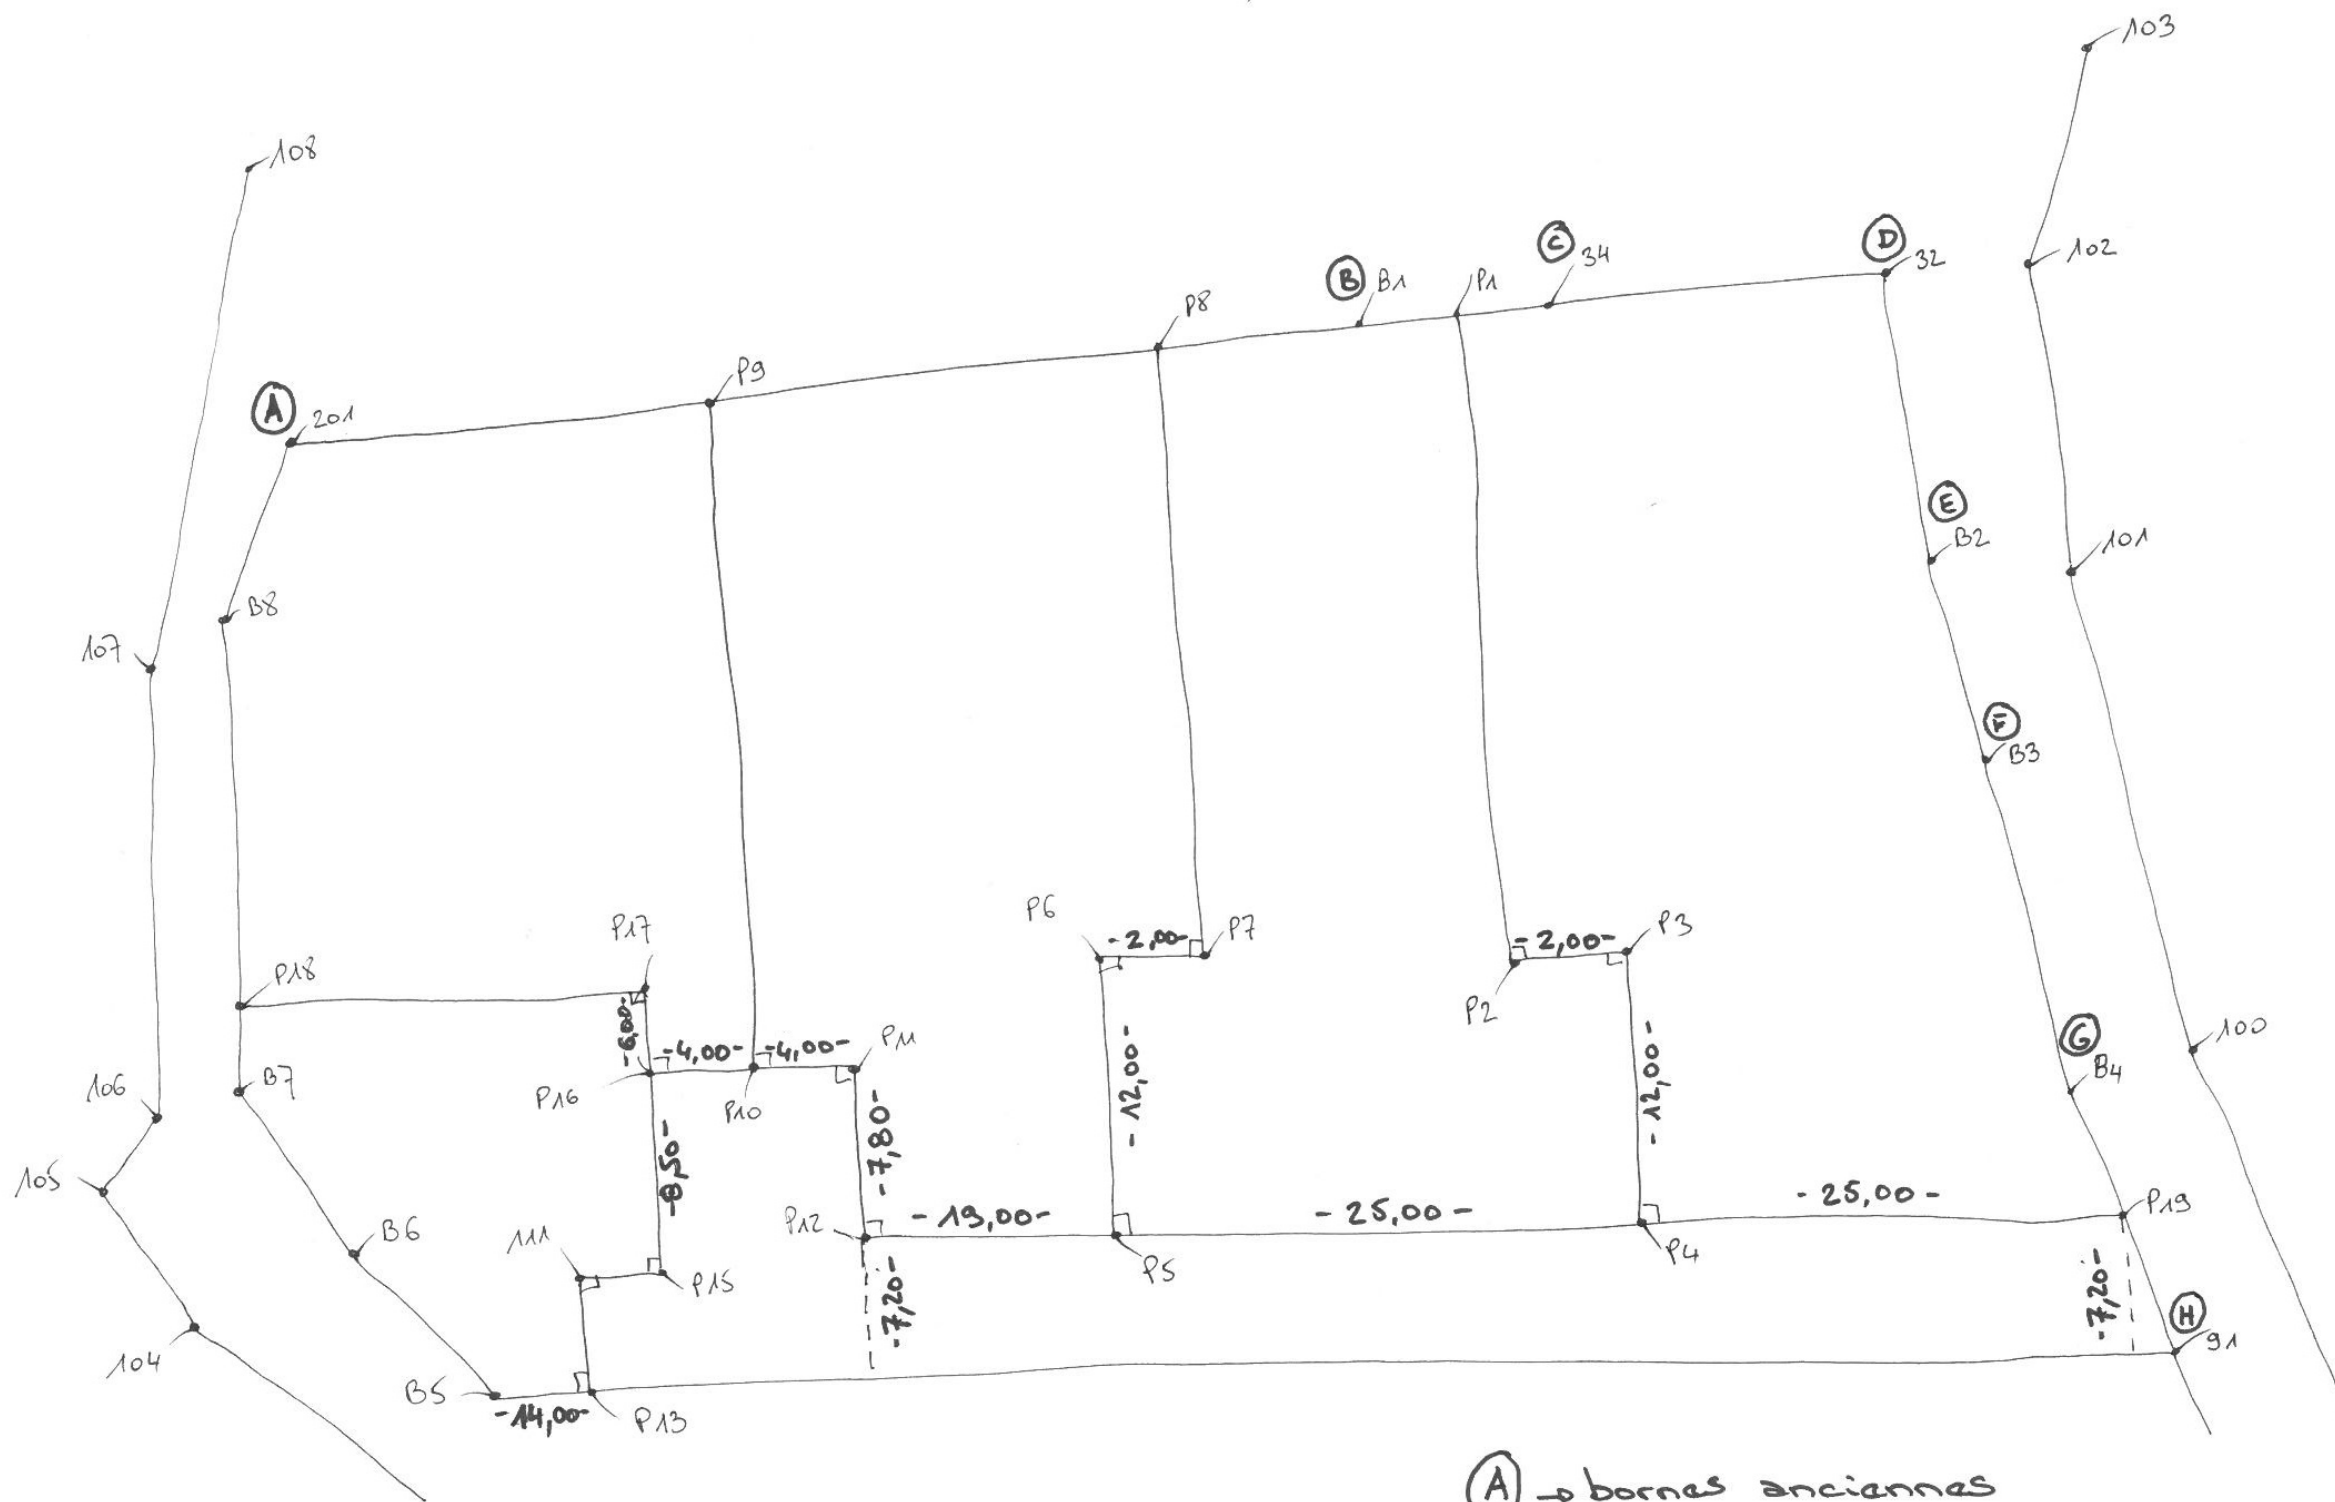 103
108
102
D
32
C
34
B
B1
P1
P8
P9
A
201
E
B2
101
B8
107
F
B3
P17
P6
- 2,00 -
P7
- 2,00 -
P3
P18
P2
- 6,00 -
- 4,00 -
- 4,00 -
P11
G
100
B4
B7
106
P16
P10
- 12,00 -
- 12,00 -
- 7,80 -
105
- 8,50 -
- 25,00 -
P12
- 19,00 -
- 25,00 -
P19
B6
111
P15
P5
P4
- 7,20 -
- 7,20 -
H
91
104
B5
- 14,00 -
P13
A → bornes anciennes